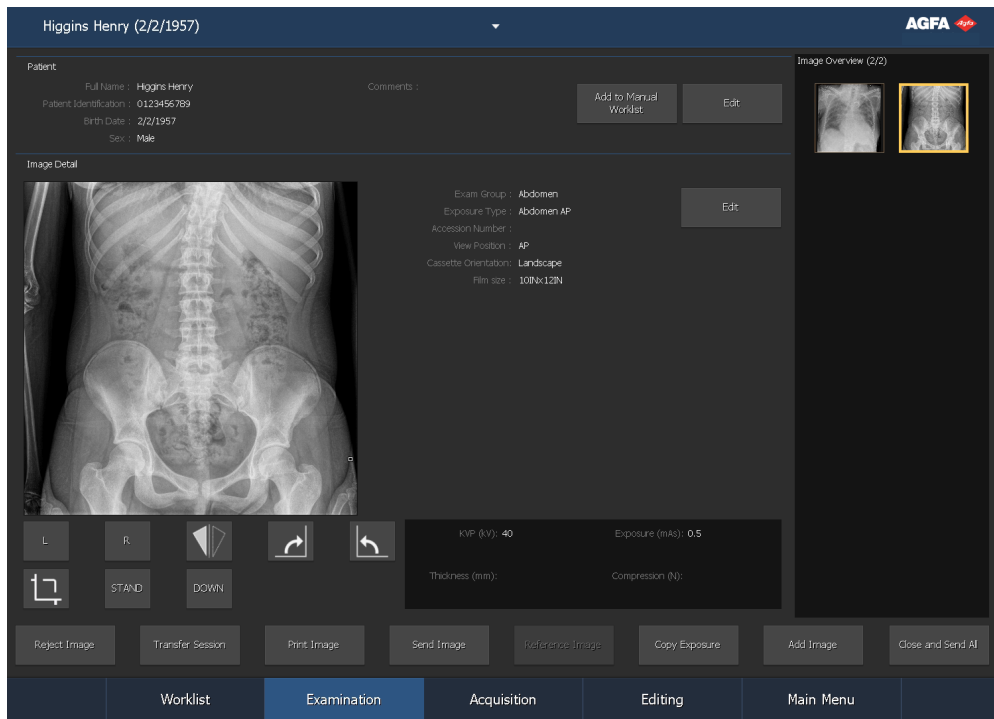 Higgins Henry (2/2/1957)
AGFA
Agfa
Patient
Full Name : Higgins Henry
Comments :
Patient Identification : 0123456789
Birth Date : 2/2/1957
Sex : Male
Add to Manual
Worklist
Edit
Image Overview (2/2)
Image Detail
Exam Group : Abdomen
Exposure Type : Abdomen AP
Accession Number :
View Position : AP
Cassette Orientation: Landscape
Film size : 10INx12IN
Edit
L
R
STAND
DOWN
KVP (kV): 40
Exposure (mAs): 0.5
Thickness (mm):
Compression (N):
Reject Image
Transfer Session
Print Image
Send Image
Reference Image
Copy Exposure
Add Image
Close and Send All
Worklist
Examination
Acquisition
Editing
Main Menu